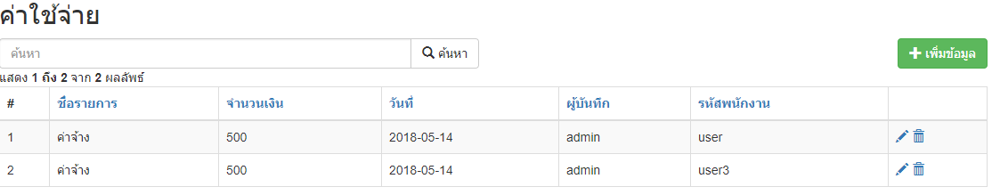 ค่าใช้จ่าย
ค้นหา ค้นหา เพิ่มข้อมูล
แสดง 1 ถึง 2 จาก 2 ผลลัพธ์
# ชื่อรายการ จำนวนเงิน วันที่ ผู้บันทึก รหัสพนักงาน
1 ค่าจ้าง 500 2018-05-14 admin user
2 ค่าจ้าง 500 2018-05-14 admin user3